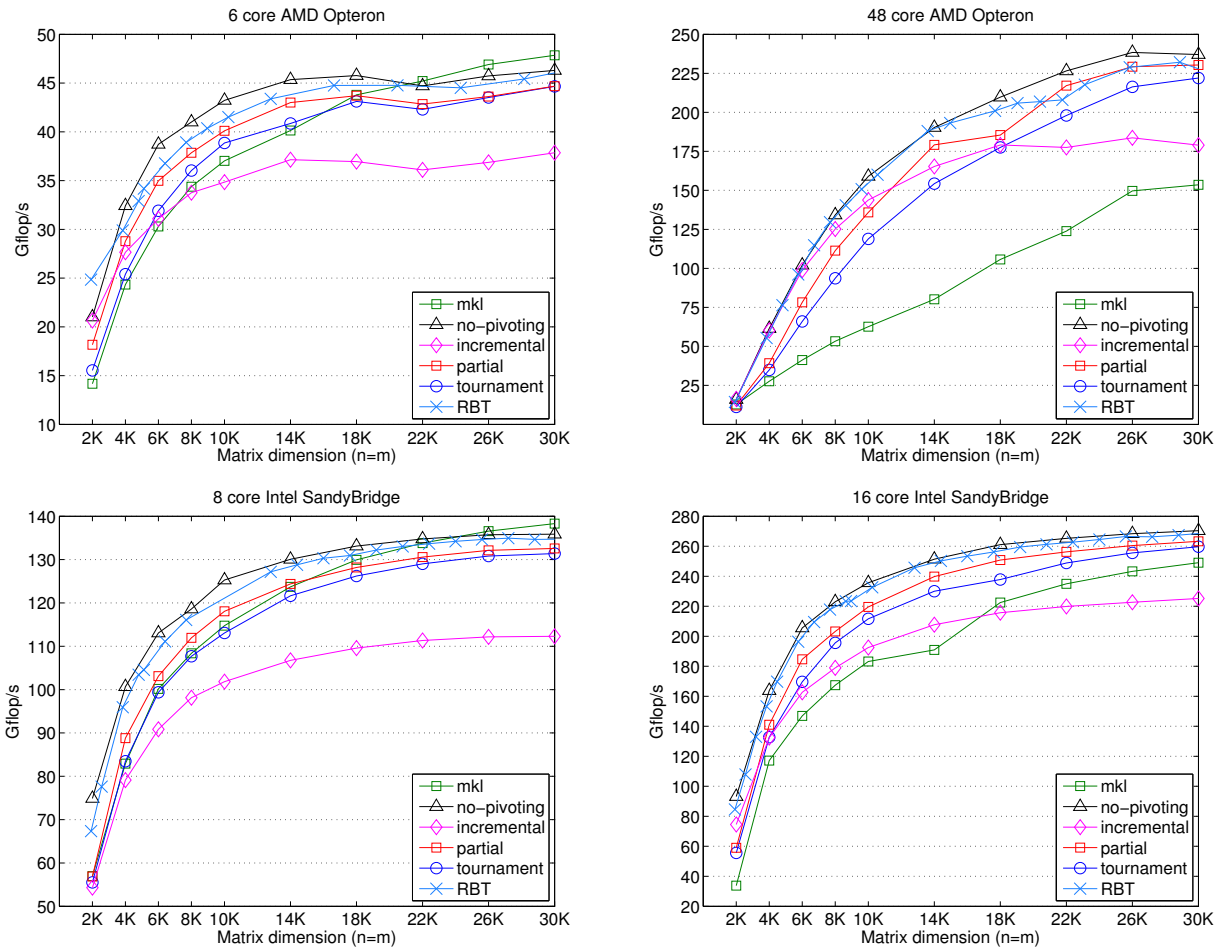 6 core AMD Opteron
50
45
40
35
30
25
20
15
10
Gflop/s
2K 4K 6K 8K 10K 14K 18K 22K 26K 30K
Matrix dimension (n=m)
mkl
no-pivoting
incremental
partial
tournament
RBT
48 core AMD Opteron
250
225
200
175
150
125
100
75
50
25
Gflop/s
2K 4K 6K 8K 10K 14K 18K 22K 26K 30K
Matrix dimension (n=m)
mkl
no-pivoting
incremental
partial
tournament
RBT
8 core Intel SandyBridge
140
130
120
110
100
90
80
70
60
50
Gflop/s
2K 4K 6K 8K 10K 14K 18K 22K 26K 30K
Matrix dimension (n=m)
mkl
no-pivoting
incremental
partial
tournament
RBT
16 core Intel SandyBridge
280
260
240
220
200
180
160
140
120
100
80
60
40
20
Gflop/s
2K 4K 6K 8K 10K 14K 18K 22K 26K 30K
Matrix dimension (n=m)
mkl
no-pivoting
incremental
partial
tournament
RBT